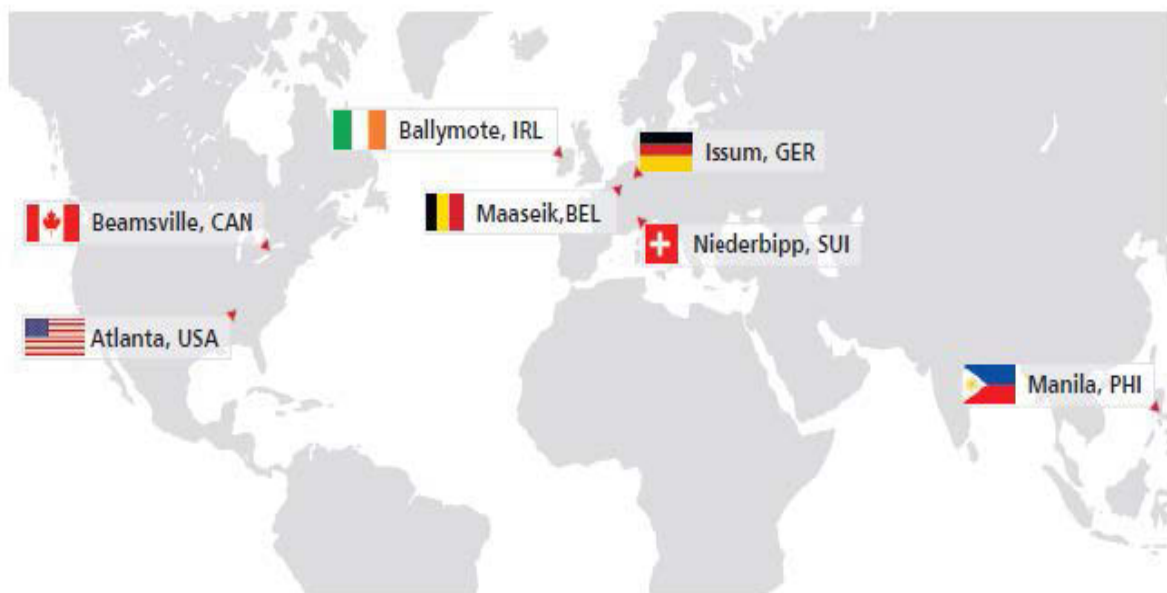 Ballymote, IRL
Issum, GER
Maaseik,BEL
Beamsville, CAN
Niederbipp, SUI
Atlanta, USA
Manila, PHI